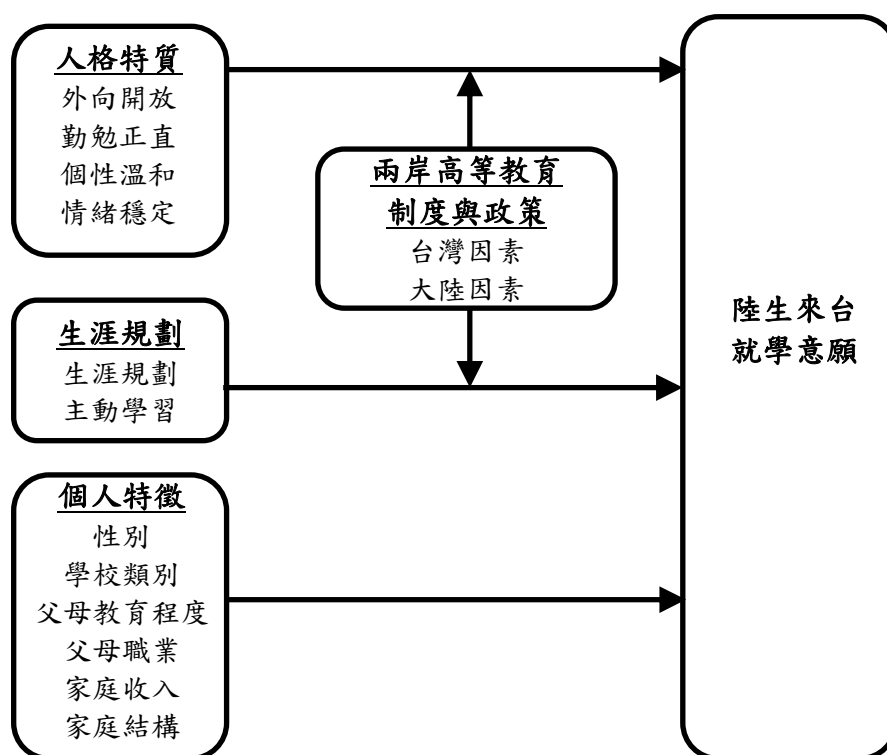 人格特質
外向開放
勤勉正直
個性溫和
情緒穩定
兩岸高等教育
制度與政策
台灣因素
大陸因素
生涯規劃
生涯規劃
主動學習
個人特徵
性別
學校類別
父母教育程度
父母職業
家庭收入
家庭結構
陸生來台
就學意願